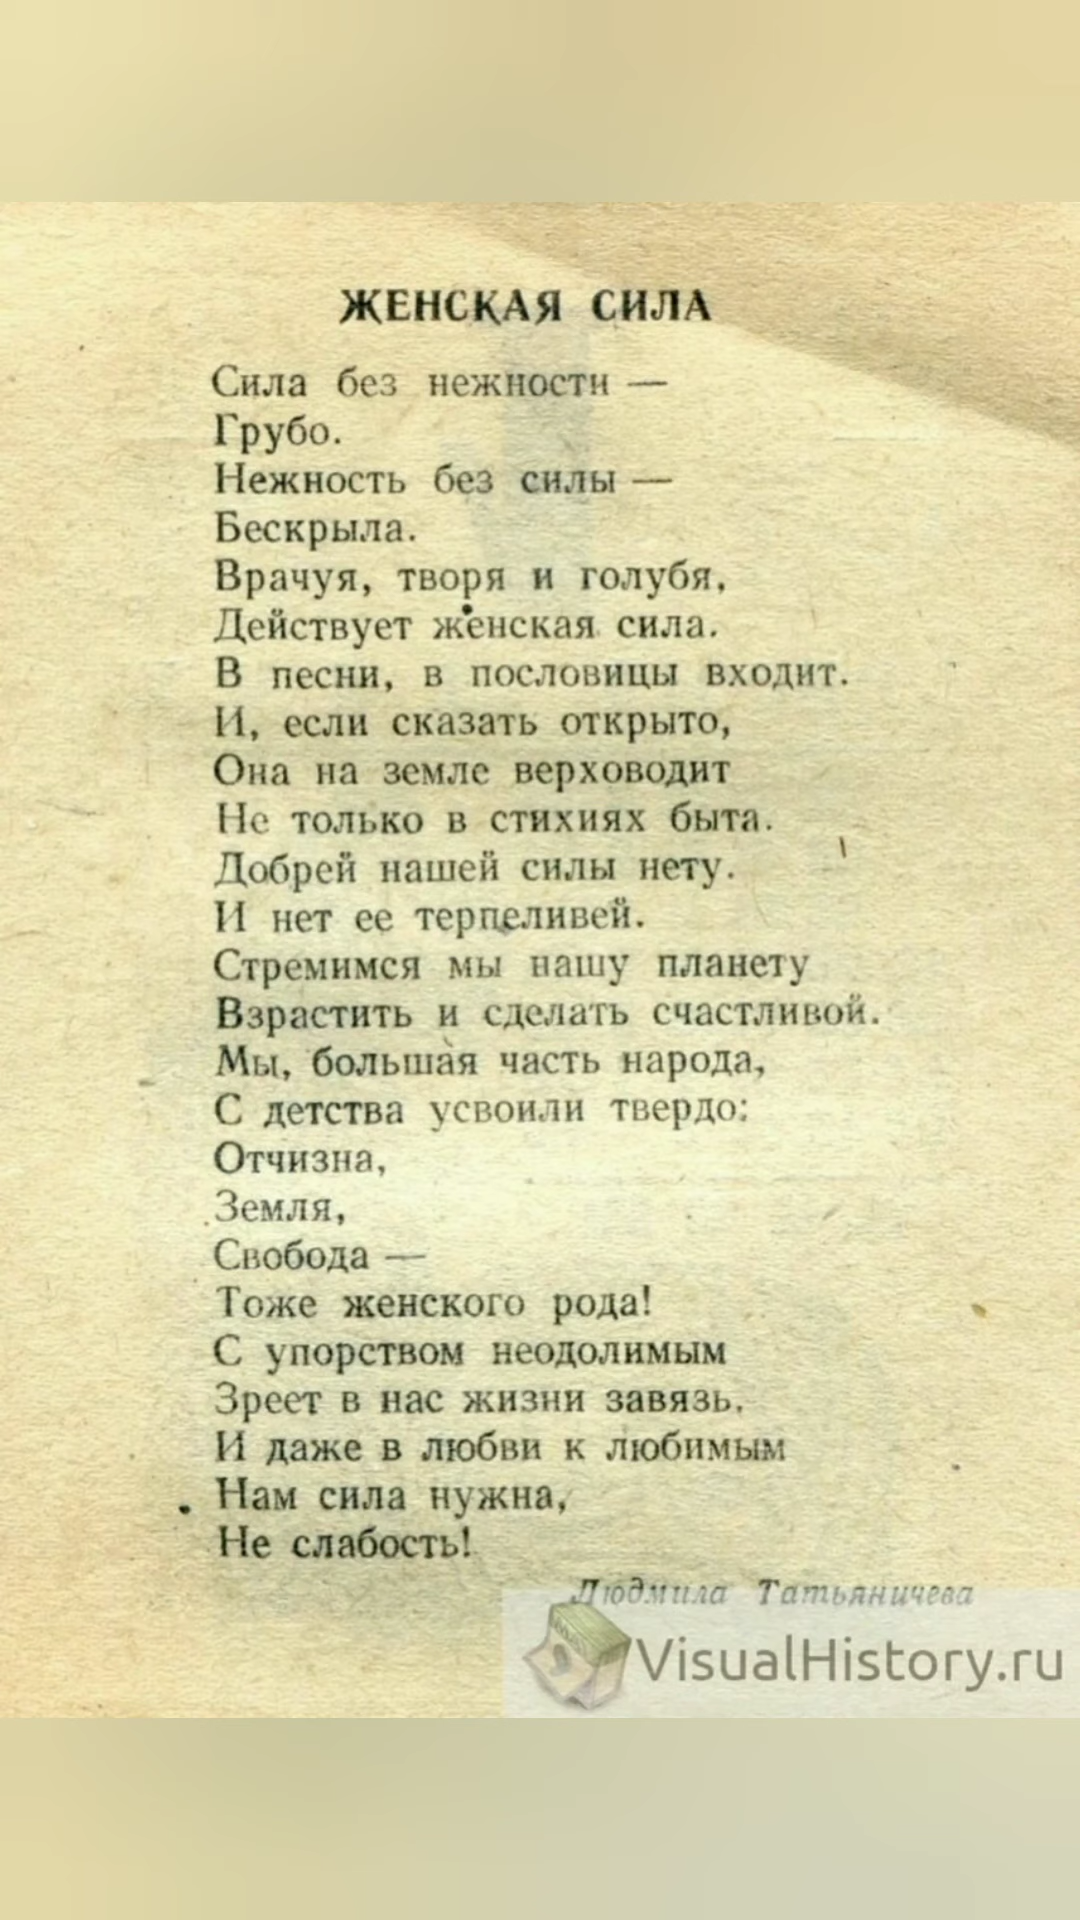 ЖЕНСКАЯ СИЛА
Сила без нежности —
Грубо.
Нежность без силы —
Бескрыла.
Врачуя, творя и голубя,
Действует женская сила.
В песни, в пословицы входит.
И, если сказать открыто,
Она на земле верховодит
Не только в стихиях быта.
Добрей нашей силы нету.
И нет ее терпеливей.
Стремимся мы нашу планету
Взрастить и сделать счастливой.
Мы, большая часть народа,
С детства усвоили твердо:
Отчизна,
Земля,
Свобода —
Тоже женского рода!
С упорством неодолимым
Зреет в нас жизни завязь.
И даже в любви к любимым
Нам сила нужна,
Не слабость!
Людмила Татьяничева
VisualHistory.ru